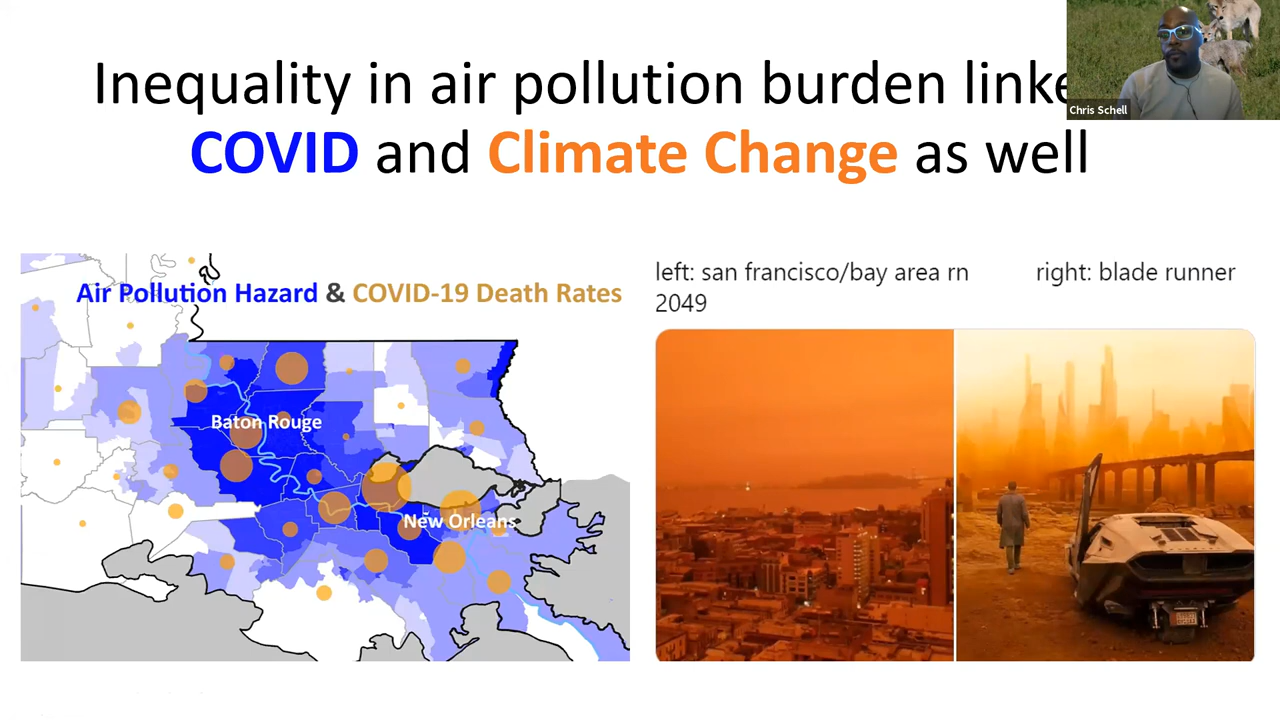 Inequality in air pollution burden linke
COVID and Climate Change as well
Chris Schell
Air Pollution Hazard & COVID-19 Death Rates
Baton Rouge
New Orleans
left: san francisco/bay area rn right: blade runner
2049